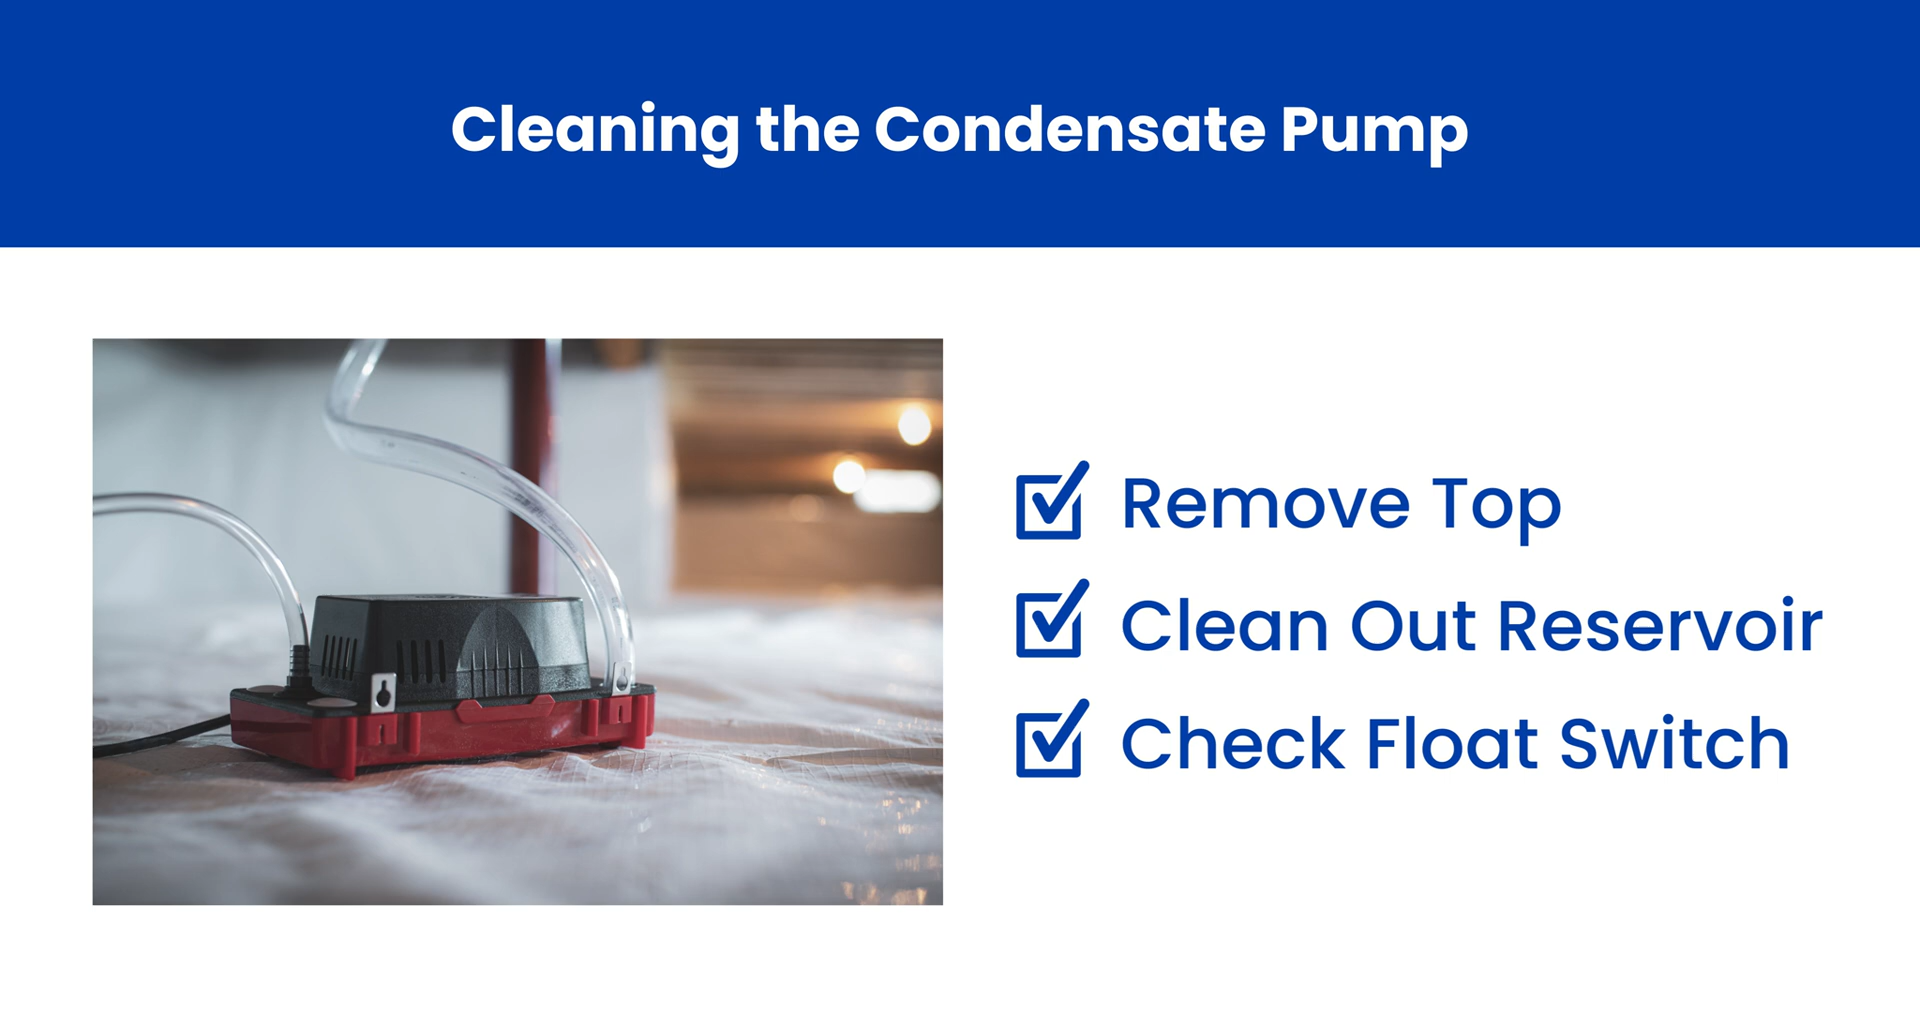 Cleaning the Condensate Pump
Remove Top
Clean Out Reservoir
Check Float Switch